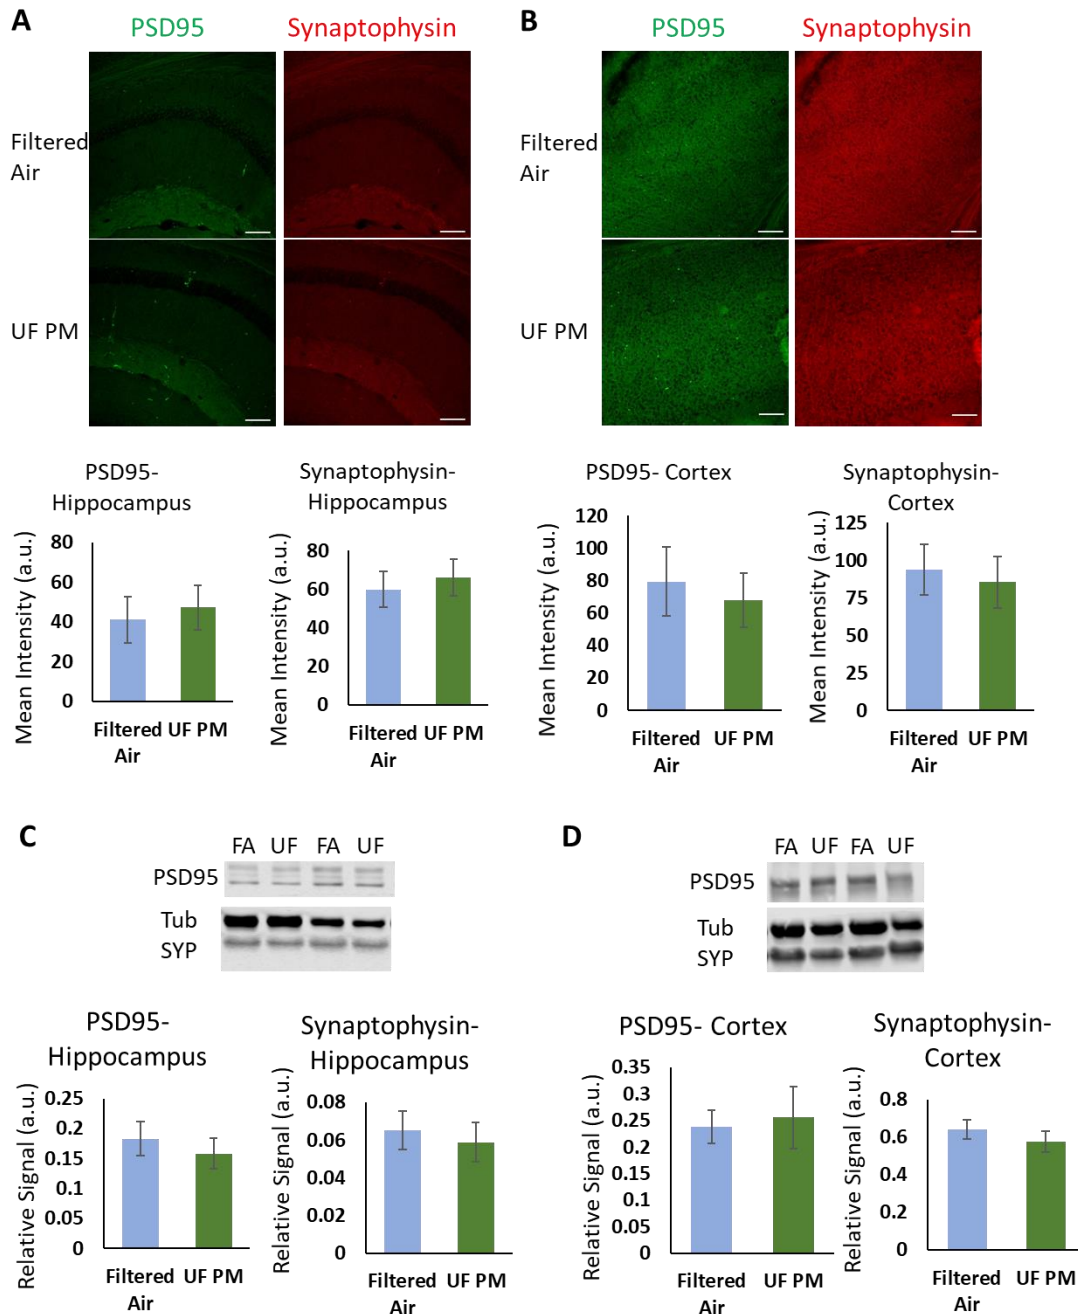 A
PSD95
Synaptophysin
B
PSD95
Synaptophysin
Filtered
Air
Filtered
Air
UF PM
UF PM
PSD95-
Hippocampus
Mean Intensity (a.u.)
80
60
40
20
0
Filtered
Air
UF PM
Synaptophysin-
Hippocampus
Mean Intensity (a.u.)
80
60
40
20
0
Filtered
Air
UF PM
PSD95- Cortex
Mean Intensity (a.u.)
120
100
80
60
40
20
0
Filtered
Air
UF PM
Synaptophysin-
Cortex
Mean Intensity (a.u.)
125
100
75
50
25
0
Filtered
Air
UF PM
C
FA UF FA UF
PSD95
Tub
SYP
D
FA UF FA UF
PSD95
Tub
SYP
PSD95-
Hippocampus
Relative Signal (a.u.)
0.25
0.2
0.15
0.1
0.05
0
Filtered
Air
UF PM
Synaptophysin-
Hippocampus
Relative Signal (a.u.)
0.08
0.06
0.04
0.02
0
Filtered
Air
UF PM
PSD95- Cortex
Relative Signal (a.u.)
0.35
0.3
0.25
0.2
0.15
0.1
0.05
0
Filtered
Air
UF PM
Synaptophysin-
Cortex
Relative Signal (a.u.)
0.8
0.6
0.4
0.2
0
Filtered
Air
UF PM